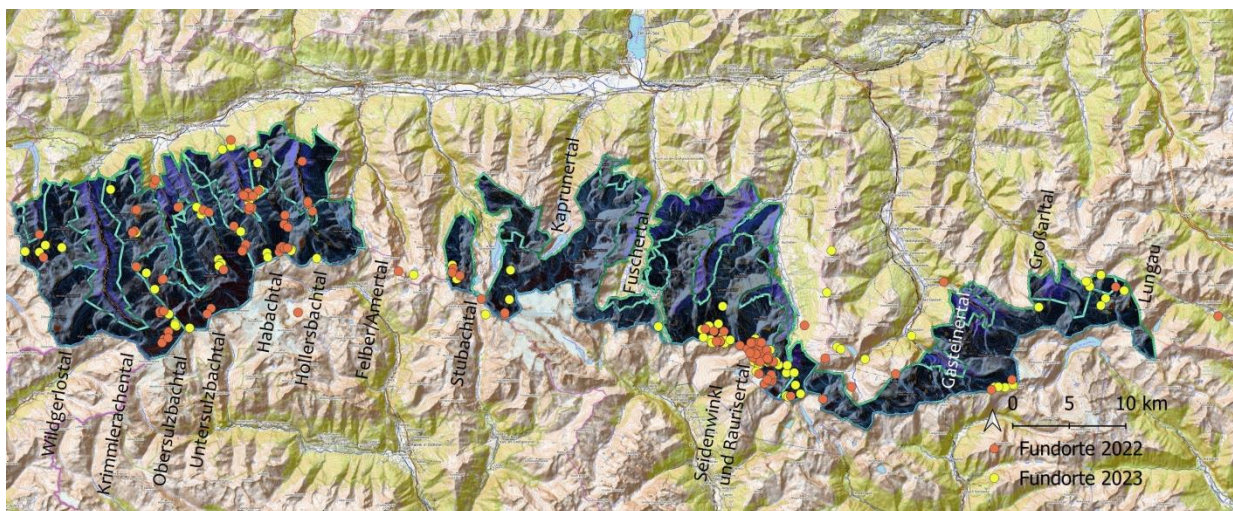 Wildgerlostal
Krimmlerachental
Obersulzbachtal
Untersulzbachtal
Habachtal
Hollersbachtal
Felber/Amertal
Stubachtal
Kaprunertal
Fuschertal
Seidenwinkl
und Raurisertal
Gasteinertal
Großarltal
Lungau
0 5 10 km
Fundorte 2022
Fundorte 2023